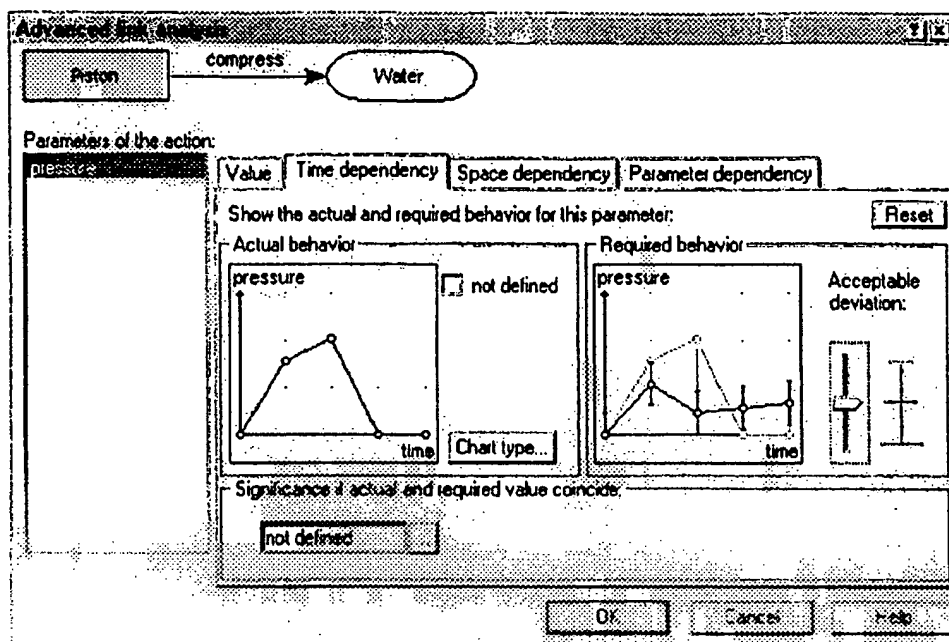 Advanced link analysis
compress
Piston
Water
Parameters of the action:
pressure
Value Time dependency Space dependency Parameter dependency
Show the actual and required behavior for this parameter: Reset
Actual behavior
pressure
not defined
time
Chart type...
Required behavior
pressure
time
Acceptable
deviation:
Significance if actual and required value coincide:
not defined ...
OK Cancel Help